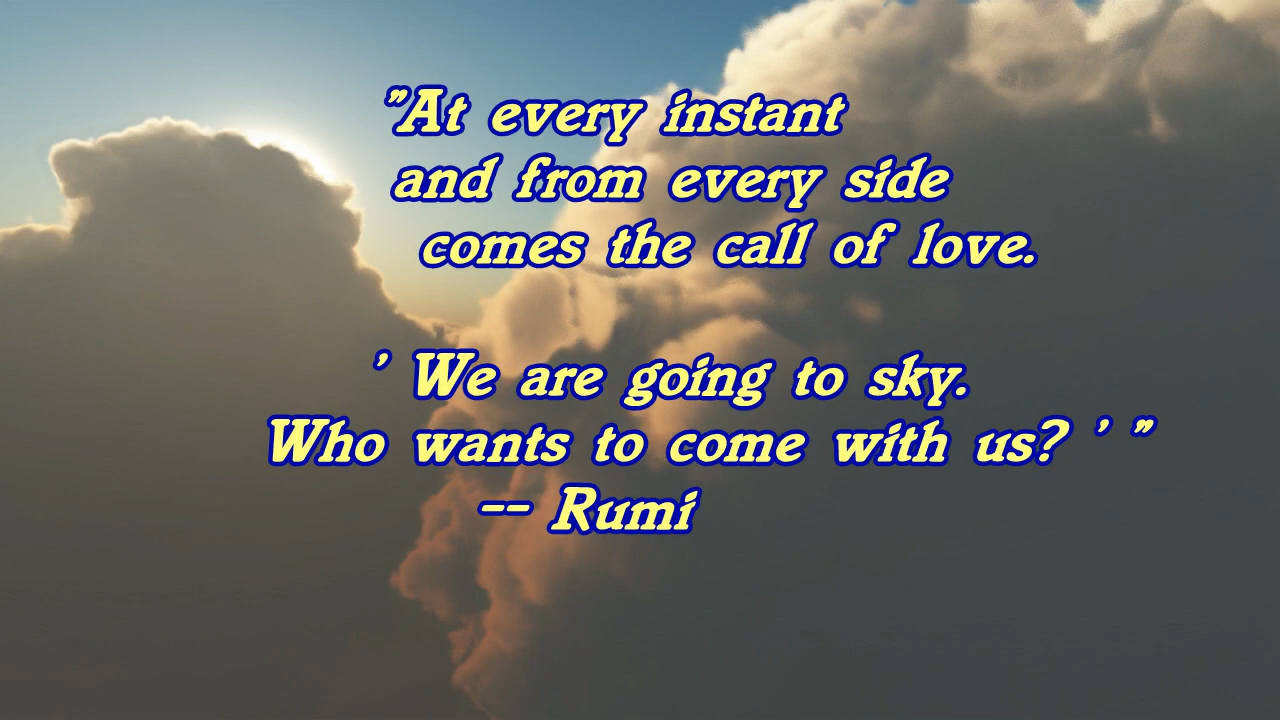 "At every instant
and from every side
comes the call of love.
' We are going to sky.
Who wants to come with us? ' "
-- Rumi